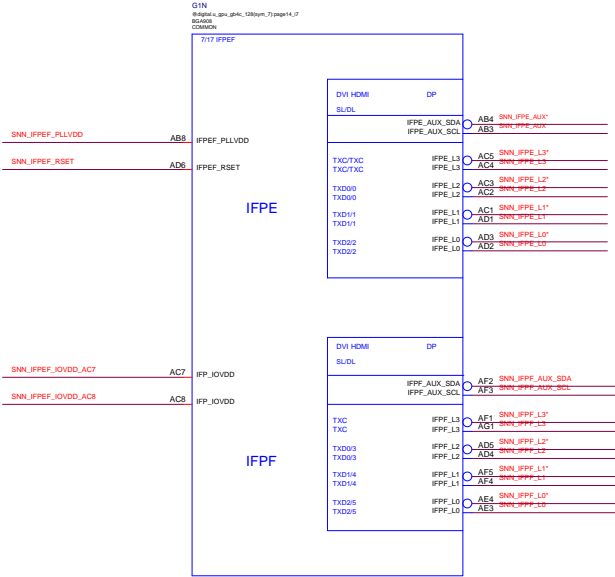 G1N
@digital.u_gpu_gb4c_128(sym_7):page14_i7
BGA908
COMMON
7/17 IFPEF
DVI HDMI DP
SL/DL
IFPE_AUX_SDA AB4 SNN_IFPE_AUX*
IFPE_AUX_SCL AB3 SNN_IFPE_AUX
SNN_IFPEF_PLLVDD AB8 IFPEF_PLLVDD
SNN_IFPEF_RSET AD6 IFPEF_RSET
TXC/TXC IFPE_L3 AC5 SNN_IFPE_L3*
TXC/TXC IFPE_L3 AC4 SNN_IFPE_L3
TXD0/0 IFPE_L2 AC3 SNN_IFPE_L2*
TXD0/0 IFPE_L2 AC2 SNN_IFPE_L2
IFPE
TXD1/1 IFPE_L1 AC1 SNN_IFPE_L1*
TXD1/1 IFPE_L1 AD1 SNN_IFPE_L1
TXD2/2 IFPE_L0 AD3 SNN_IFPE_L0*
TXD2/2 IFPE_L0 AD2 SNN_IFPE_L0
DVI HDMI DP
SL/DL
SNN_IFPEF_IOVDD_AC7 AC7 IFP_IOVDD
SNN_IFPEF_IOVDD_AC8 AC8 IFP_IOVDD
IFPF_AUX_SDA AF2 SNN_IFPF_AUX_SDA
IFPF_AUX_SCL AF3 SNN_IFPF_AUX_SCL
TXC IFPF_L3 AF1 SNN_IFPF_L3*
TXC IFPF_L3 AG1 SNN_IFPF_L3
TXD0/3 IFPF_L2 AD5 SNN_IFPF_L2*
TXD0/3 IFPF_L2 AD4 SNN_IFPF_L2
IFPF
TXD1/4 IFPF_L1 AF5 SNN_IFPF_L1*
TXD1/4 IFPF_L1 AF4 SNN_IFPF_L1
TXD2/5 IFPF_L0 AE4 SNN_IFPF_L0*
TXD2/5 IFPF_L0 AE3 SNN_IFPF_L0